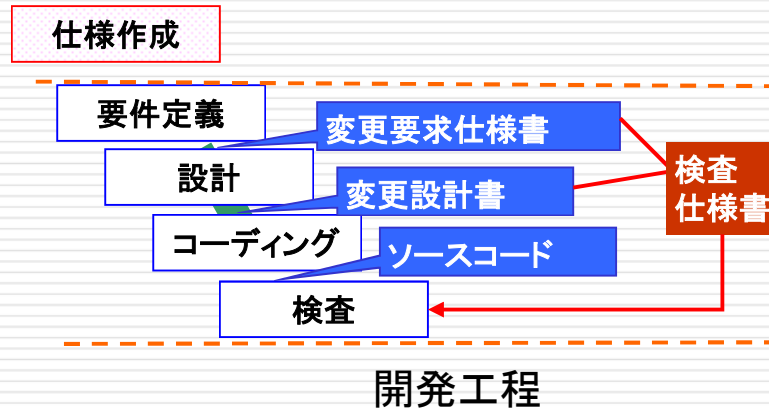 仕様作成
要件定義
変更要求仕様書
設計
検査
仕様書
変更設計書
コーディング
ソースコード
検査
開発工程